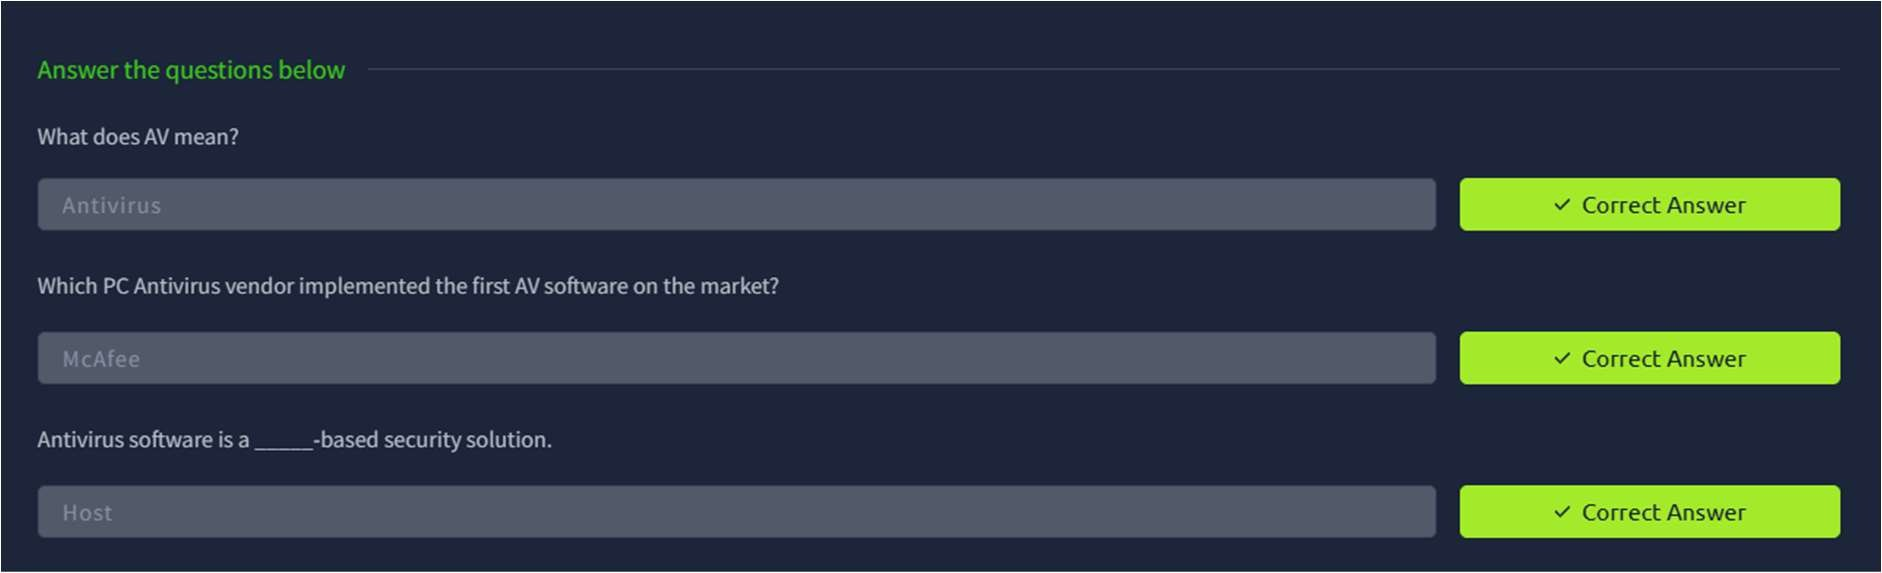 Answer the questions below
What does AV mean?
Antivirus
✓ Correct Answer
Which PC Antivirus vendor implemented the first AV software on the market?
McAfee
✓ Correct Answer
Antivirus software is a _____-based security solution.
Host
✓ Correct Answer